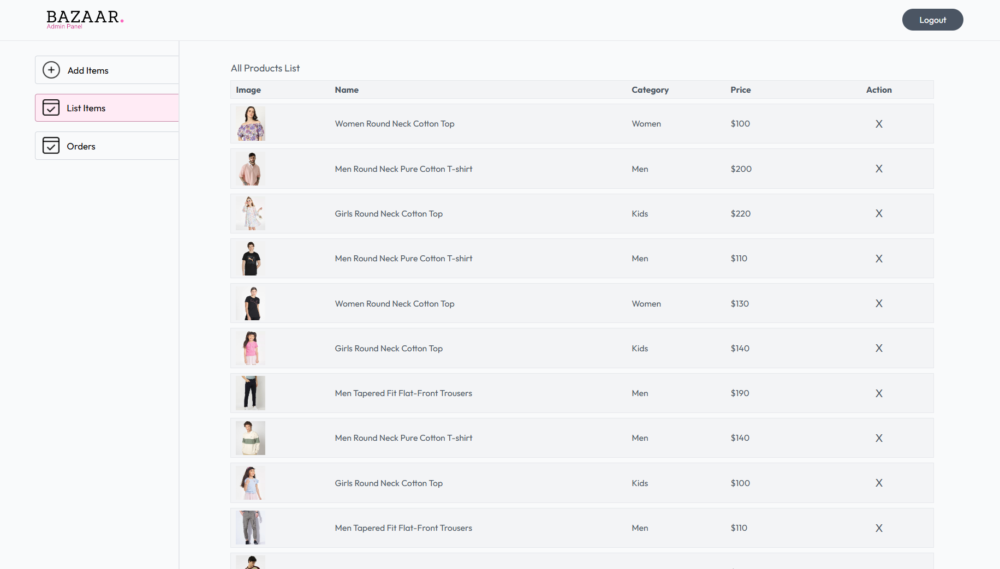 BAZAAR.
Admin Panel
Logout
Add Items
List Items
Orders
All Products List
Image Name Category Price Action
Women Round Neck Cotton Top Women $100 X
Men Round Neck Pure Cotton T-shirt Men $200 X
Girls Round Neck Cotton Top Kids $220 X
Men Round Neck Pure Cotton T-shirt Men $110 X
Women Round Neck Cotton Top Women $130 X
Girls Round Neck Cotton Top Kids $140 X
Men Tapered Fit Flat-Front Trousers Men $190 X
Men Round Neck Pure Cotton T-shirt Men $140 X
Girls Round Neck Cotton Top Kids $100 X
Men Tapered Fit Flat-Front Trousers Men $110 X